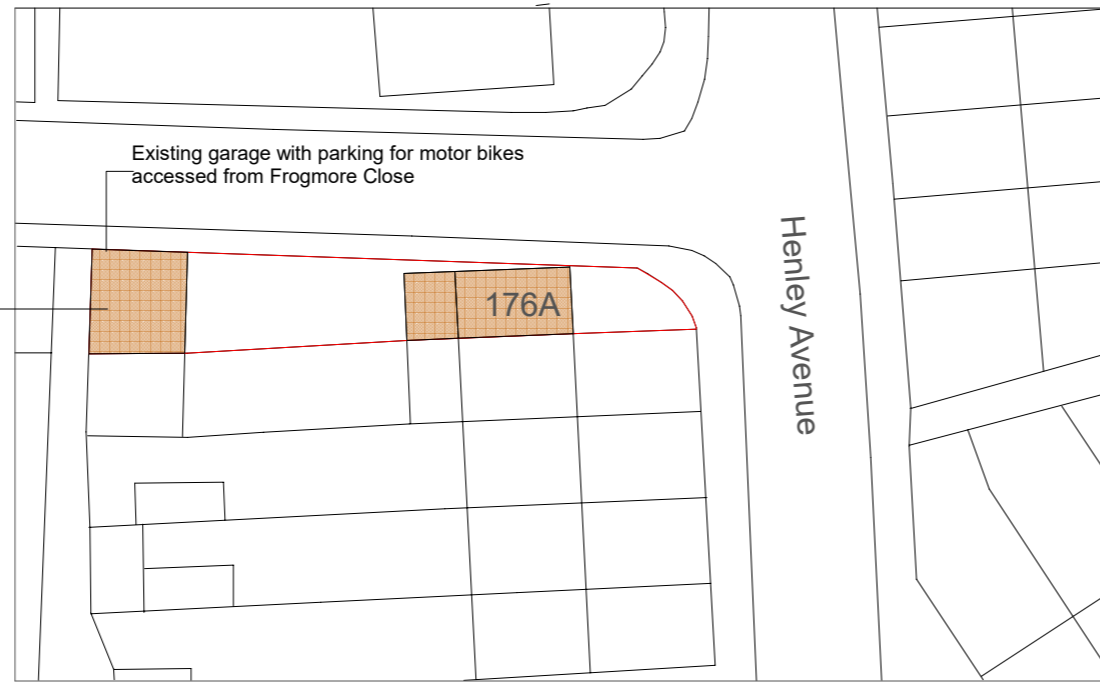 Existing garage with parking for motor bikes
accessed from Frogmore Close
176A
Henley Avenue